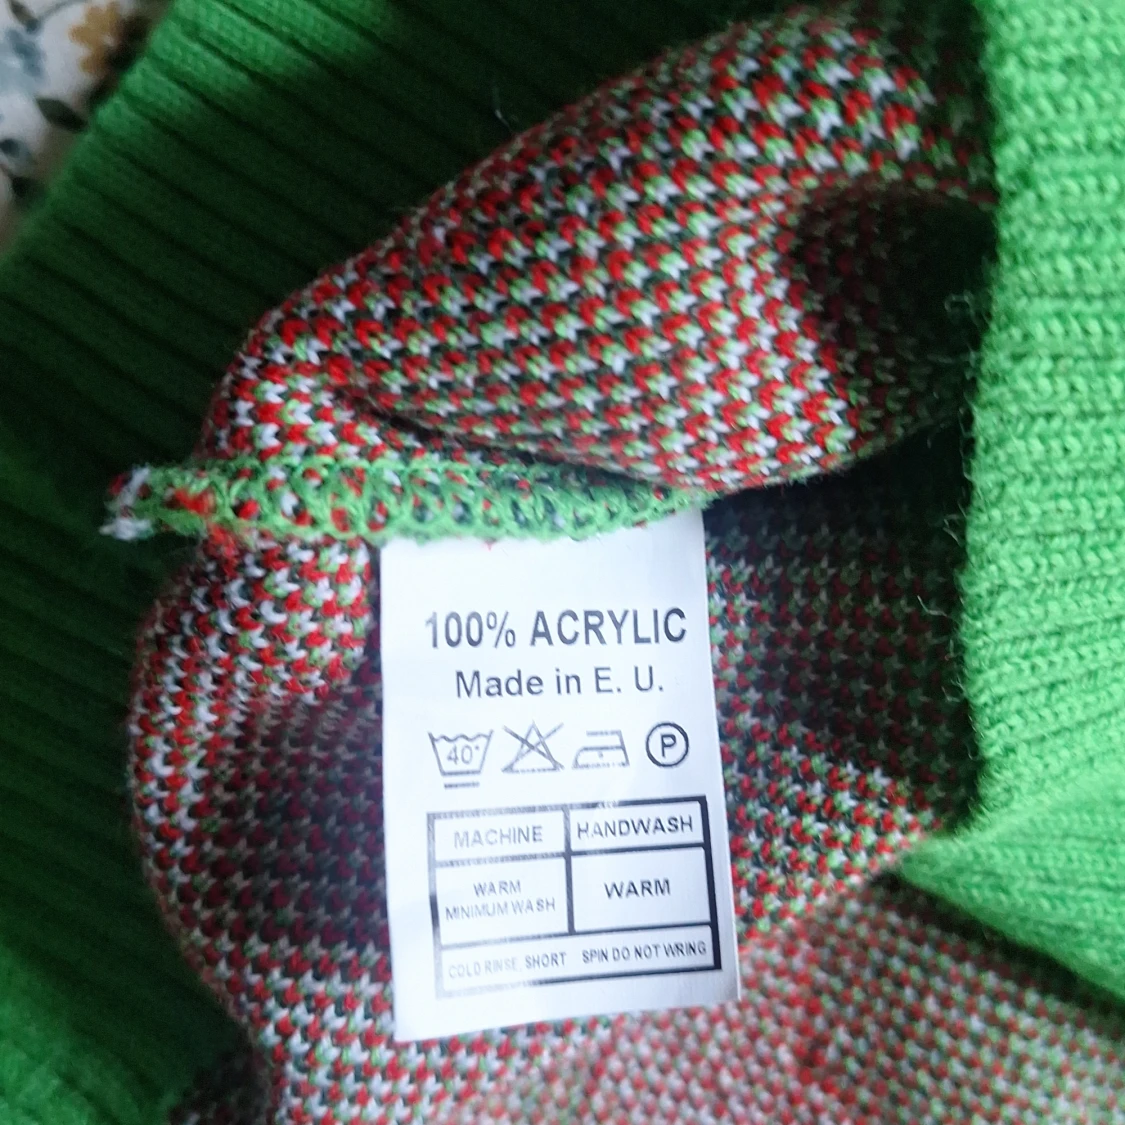 100% ACRYLIC
Made in E. U.
40° P
MACHINE HANDWASH
WARM
MINIMUM WASH
WARM
COLD RINSE, SHORT SPIN DO NOT WRING